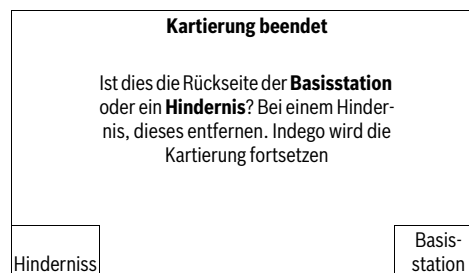 Kartierung beendet
Ist dies die Rückseite der Basisstation
oder ein Hindernis? Bei einem Hinder-
nis, dieses entfernen. Indego wird die
Kartierung fortsetzen
Hinderniss
Basis-
station